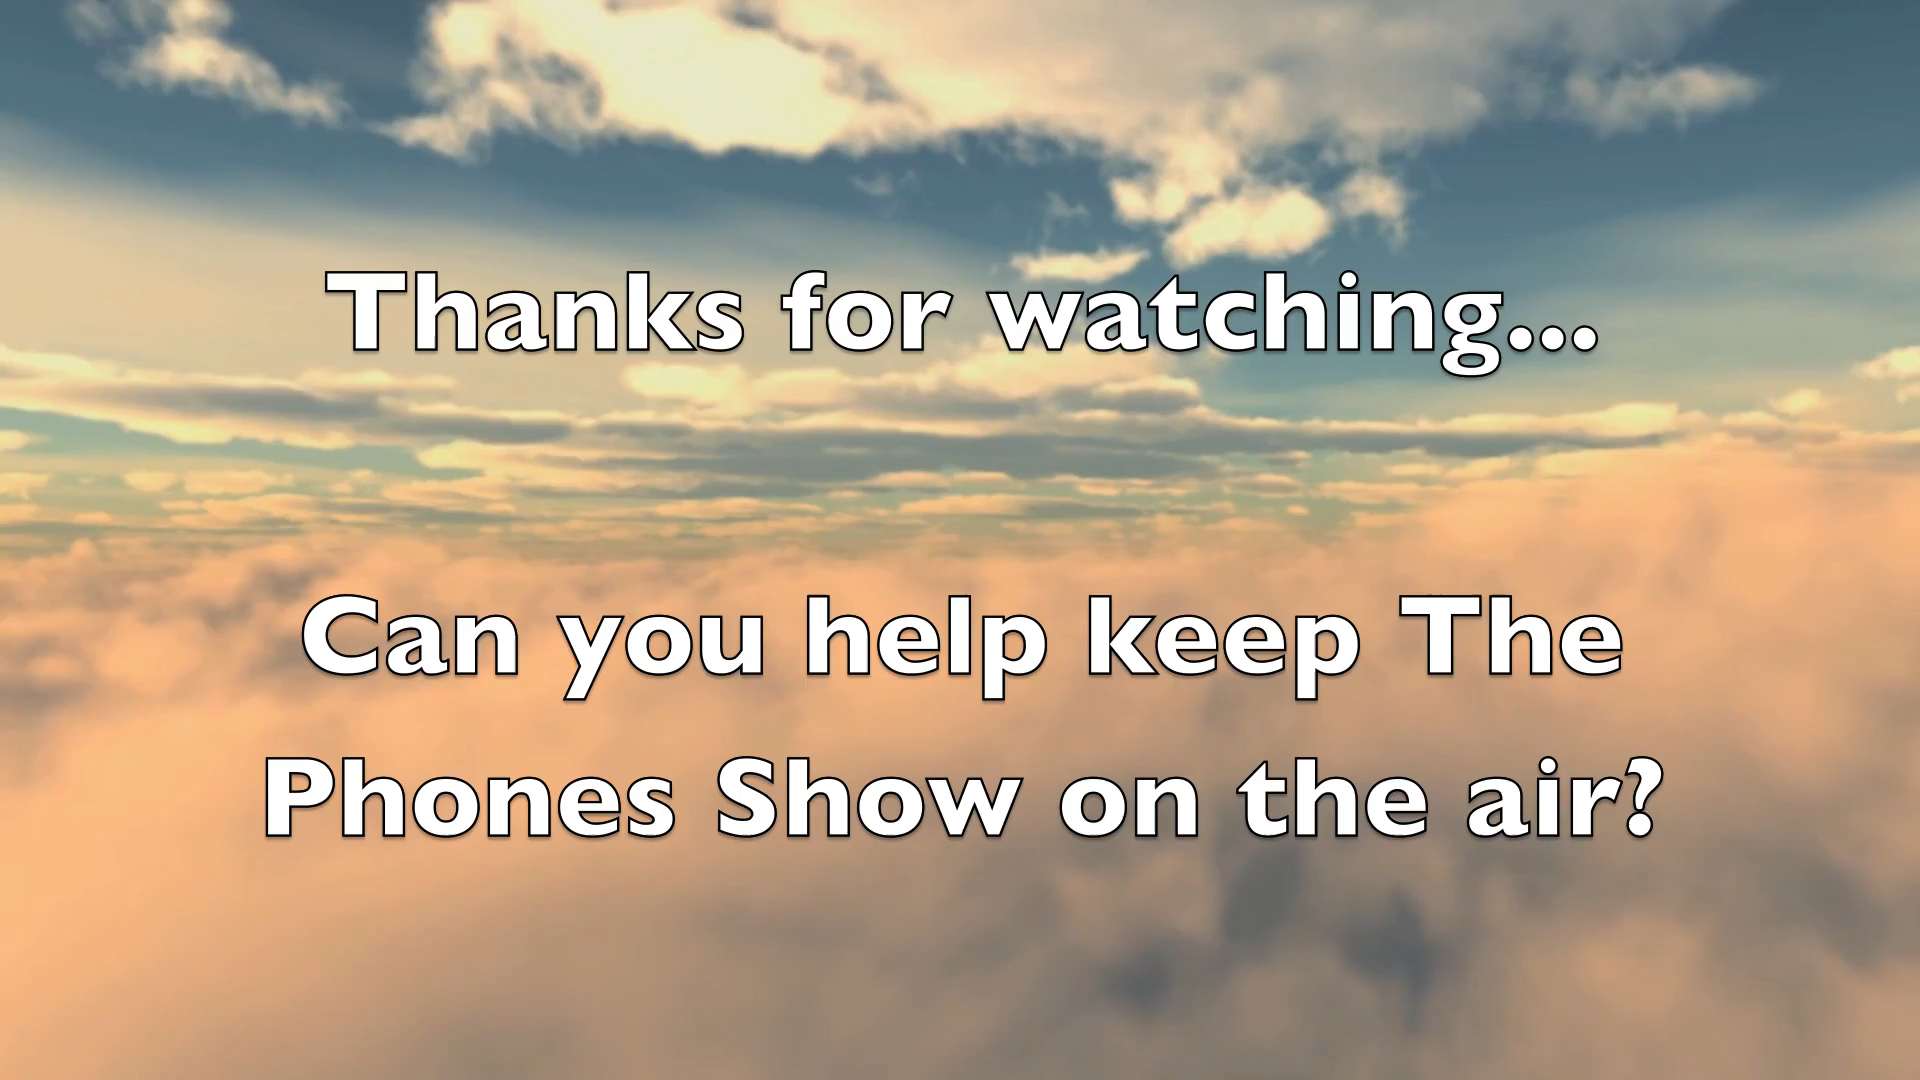 Thanks for watching...
Can you help keep The
Phones Show on the air?